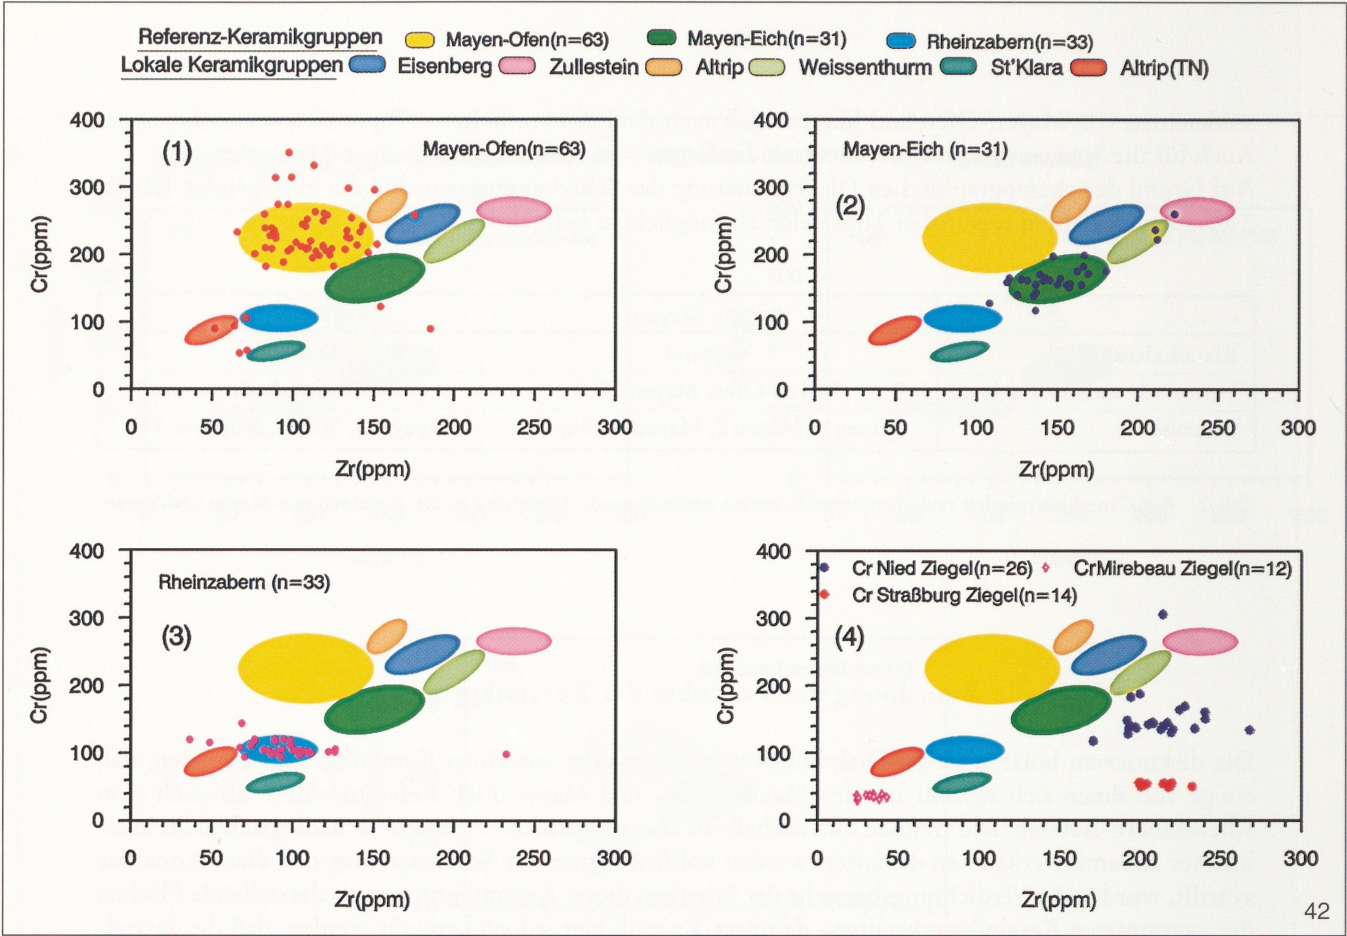 Referenz-Keramikgruppen Mayen-Ofen(n=63) Mayen-Eich(n=31) Rheinzabern(n=33)
Lokale Keramikgruppen Eisenberg Zullestein Altrip Weissenthurm St'Klara Altrip(TN)
400
(1) Mayen-Ofen(n=63)
300
200
100
0
Cr(ppm)
0 50 100 150 200 250 300
Zr(ppm)
400
Mayen-Eich (n=31)
300
(2)
200
100
0
Cr(ppm)
0 50 100 150 200 250 300
Zr(ppm)
400
Rheinzabern (n=33)
300
(3)
200
100
0
Cr(ppm)
0 50 100 150 200 250 300
Zr(ppm)
400
Cr Nied Ziegel(n=26) CrMirebeau Ziegel(n=12)
Cr Straßburg Ziegel(n=14)
300
(4)
200
100
0
Cr(ppm)
0 50 100 150 200 250 300
Zr(ppm)
42